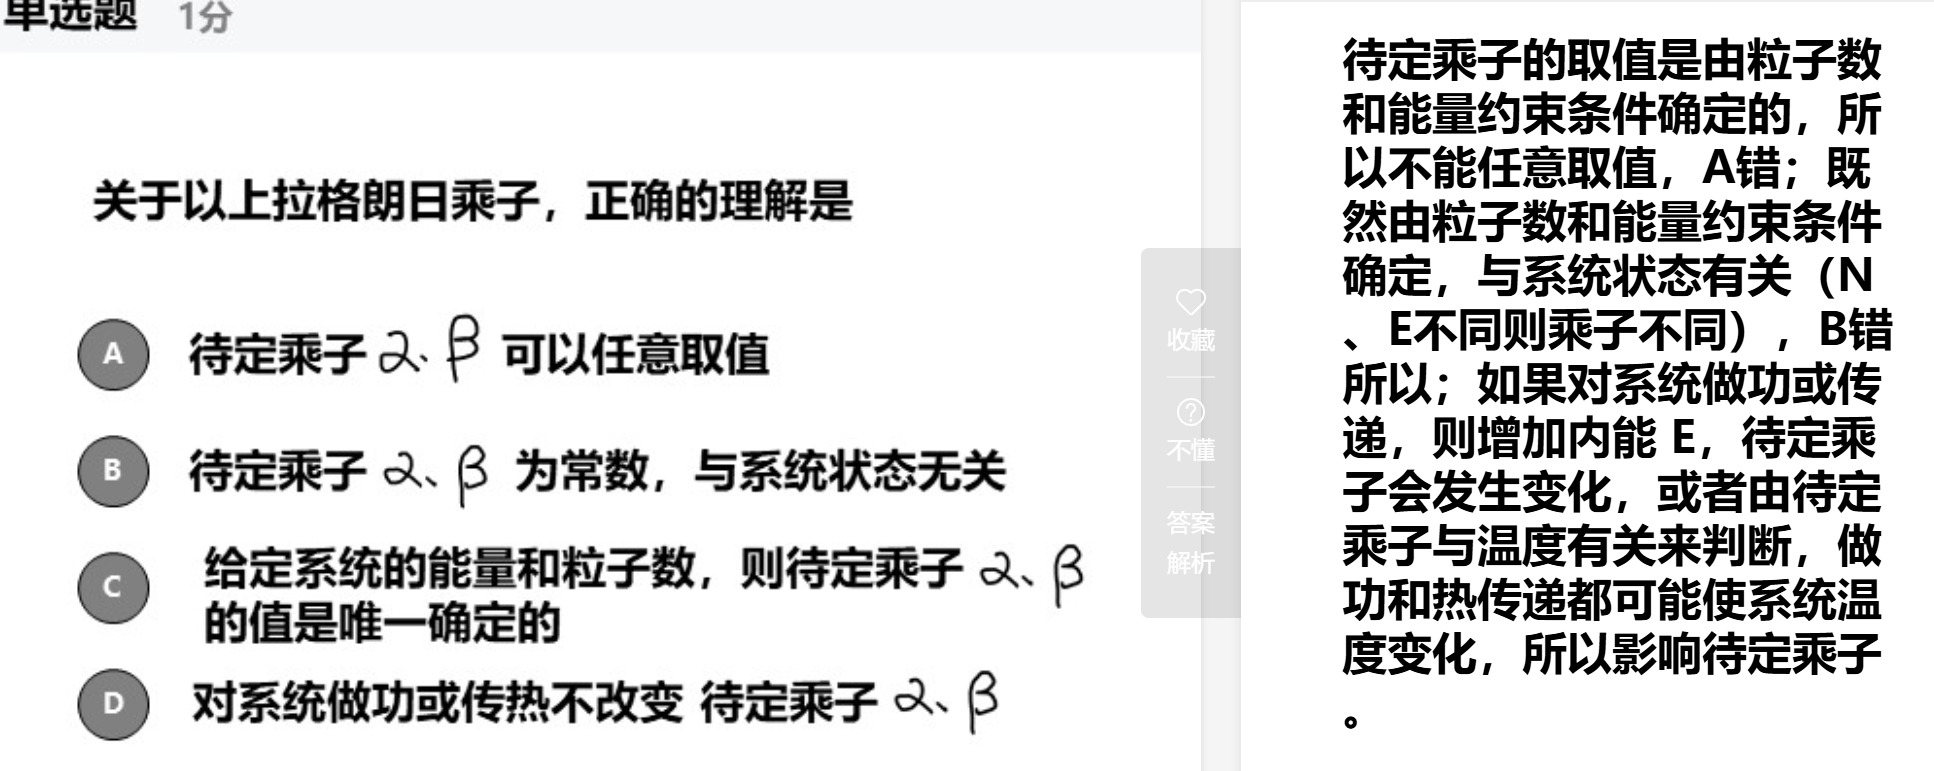 单选题 1分
关于以上拉格朗日乘子，正确的理解是
A 待定乘子 α、β 可以任意取值
B 待定乘子 α、β 为常数，与系统状态无关
C 给定系统的能量和粒子数，则待定乘子 α、β
的值是唯一确定的
D 对系统做功或传热不改变 待定乘子 α、β
收藏
不懂
答案
解析
待定乘子的取值是由粒子数
和能量约束条件确定的，所
以不能任意取值，A错；既
然由粒子数和能量约束条件
确定，与系统状态有关（N
、E不同则乘子不同），B错
所以；如果对系统做功或传
递，则增加内能 E，待定乘
子会发生变化，或者由待定
乘子与温度有关来判断，做
功和热传递都可能使系统温
度变化，所以影响待定乘子
。